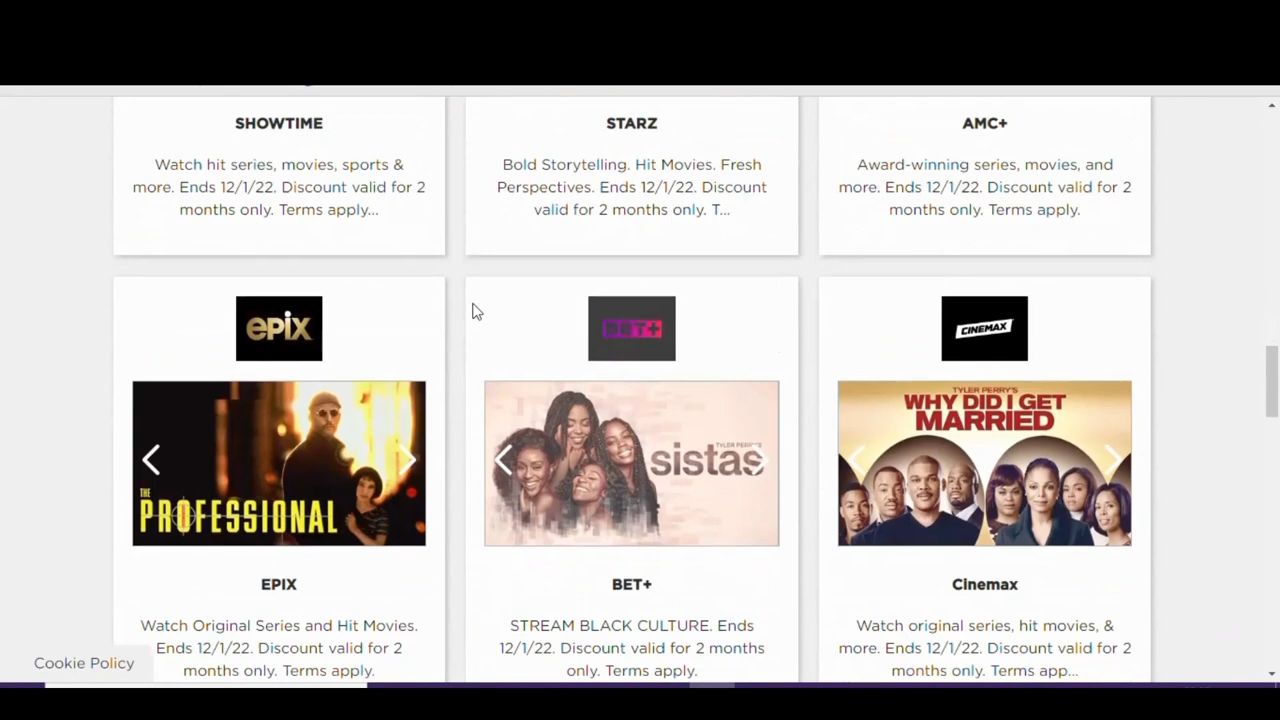 SHOWTIME
Watch hit series, movies, sports &
more. Ends 12/1/22. Discount valid for 2
months only. Terms apply...
STARZ
Bold Storytelling. Hit Movies. Fresh
Perspectives. Ends 12/1/22. Discount
valid for 2 months only. T...
AMC+
Award-winning series, movies, and
more. Ends 12/1/22. Discount valid for 2
months only. Terms apply.
epix
THE
PROFESSIONAL
EPIX
Watch Original Series and Hit Movies.
Ends 12/1/22. Discount valid for 2
months only. Terms apply.
BET+
TYLER PERRY'S
sistas
BET+
STREAM BLACK CULTURE. Ends
12/1/22. Discount valid for 2 months
only. Terms apply.
CINEMAX
TYLER PERRY'S
WHY DID I GET
MARRIED
Cinemax
Watch original series, hit movies, &
more. Ends 12/1/22. Discount valid for 2
months only. Terms app...
Cookie Policy